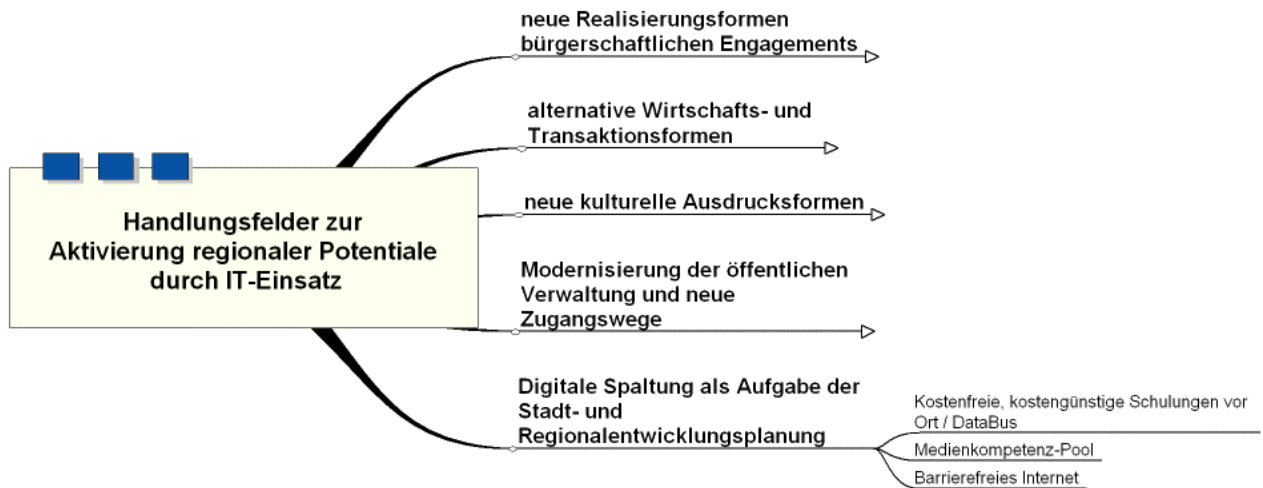 neue Realisierungsformen
bürgerschaftlichen Engagements
alternative Wirtschafts- und
Transaktionsformen
Handlungsfelder zur
Aktivierung regionaler Potentiale
durch IT-Einsatz
neue kulturelle Ausdrucksformen
Modernisierung der öffentlichen
Verwaltung und neue
Zugangswege
Digitale Spaltung als Aufgabe der
Stadt- und
Regionalentwicklungsplanung
Kostenfreie, kostengünstige Schulungen vor
Ort / DataBus
Medienkompetenz-Pool
Barrierefreies Internet